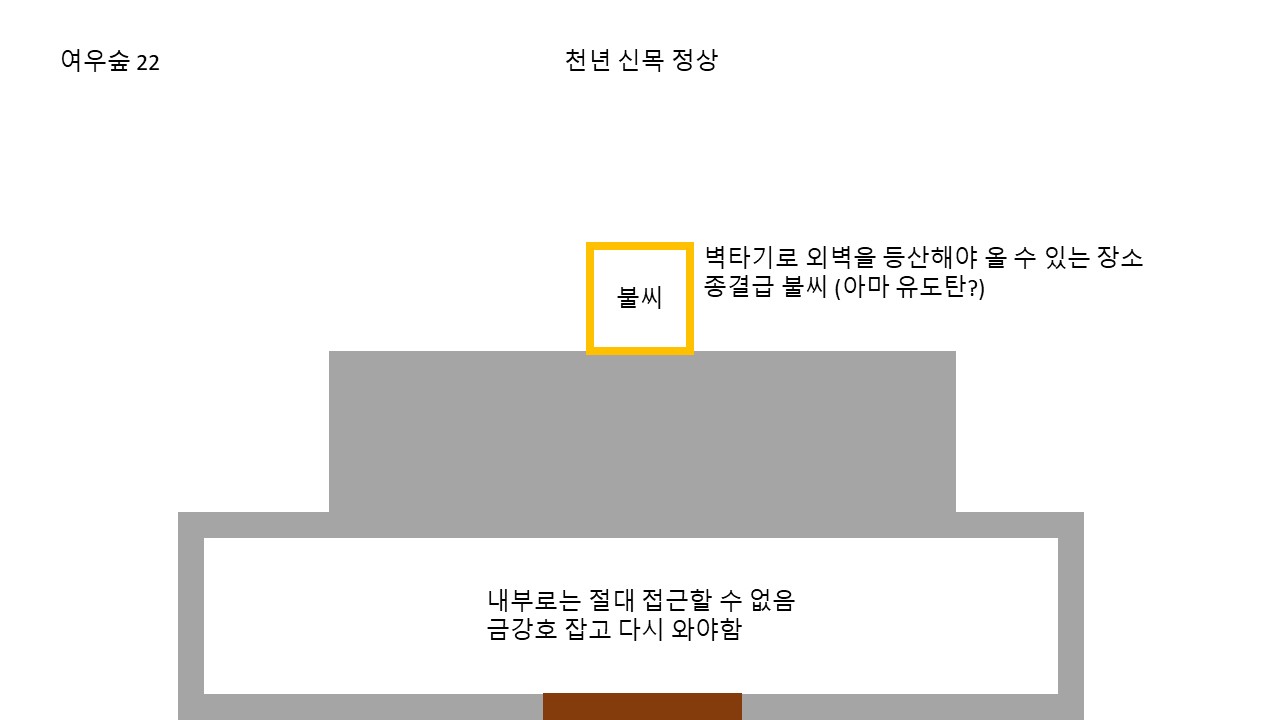 여우숲 22
천년 신목 정상
벽타기로 외벽을 등산해야 올 수 있는 장소
종결급 불씨 (아마 유도탄?)
불씨
내부로는 절대 접근할 수 없음
금강호 잡고 다시 와야함